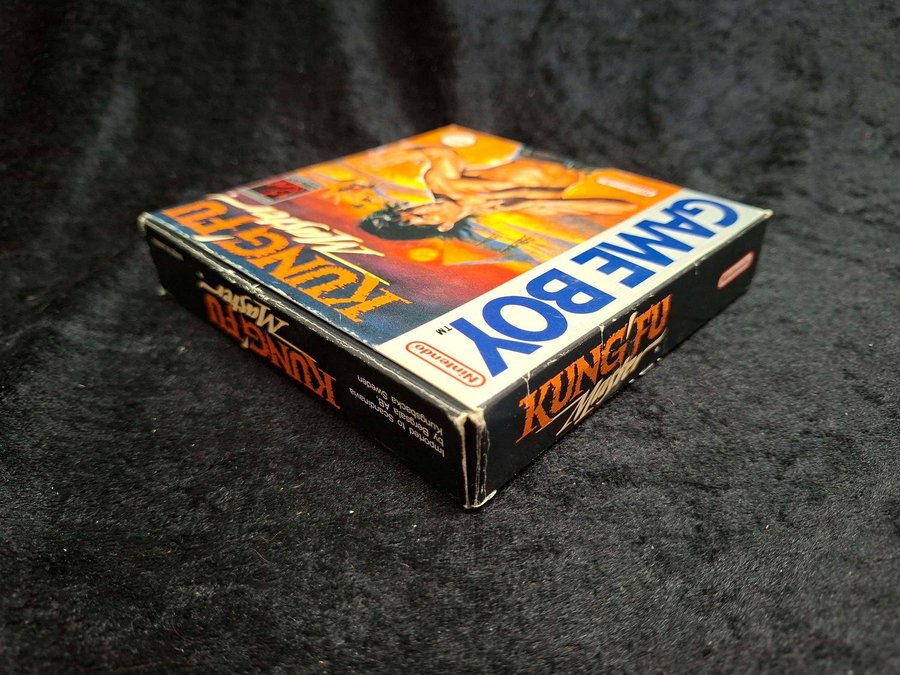 GAME BOY
TM
Nintendo
KUNG'FU
Master
KUNG'FU
Master
KUNG'FU
Master
Imported to Scandinavia
by Bergsala AB,
Kungsbacka Sweden